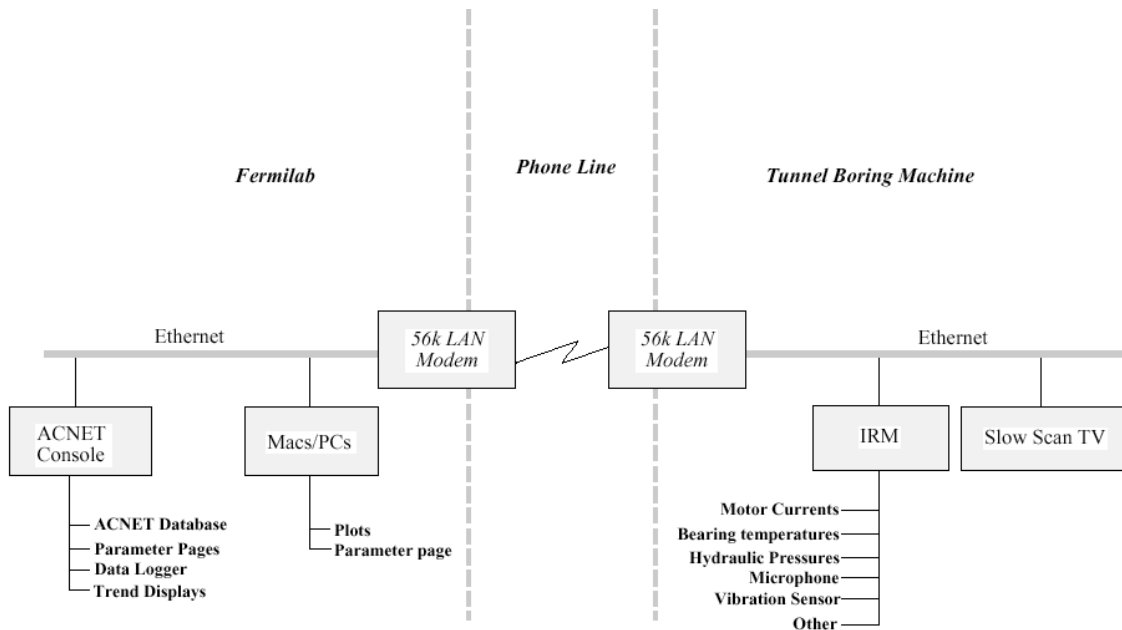 Fermilab
Phone Line
Tunnel Boring Machine
Ethernet
56k LAN
Modem
56k LAN
Modem
Ethernet
ACNET
Console
Macs/PCs
IRM
Slow Scan TV
ACNET Database
Parameter Pages
Data Logger
Trend Displays
Plots
Parameter page
Motor Currents
Bearing temperatures
Hydraulic Pressures
Microphone
Vibration Sensor
Other